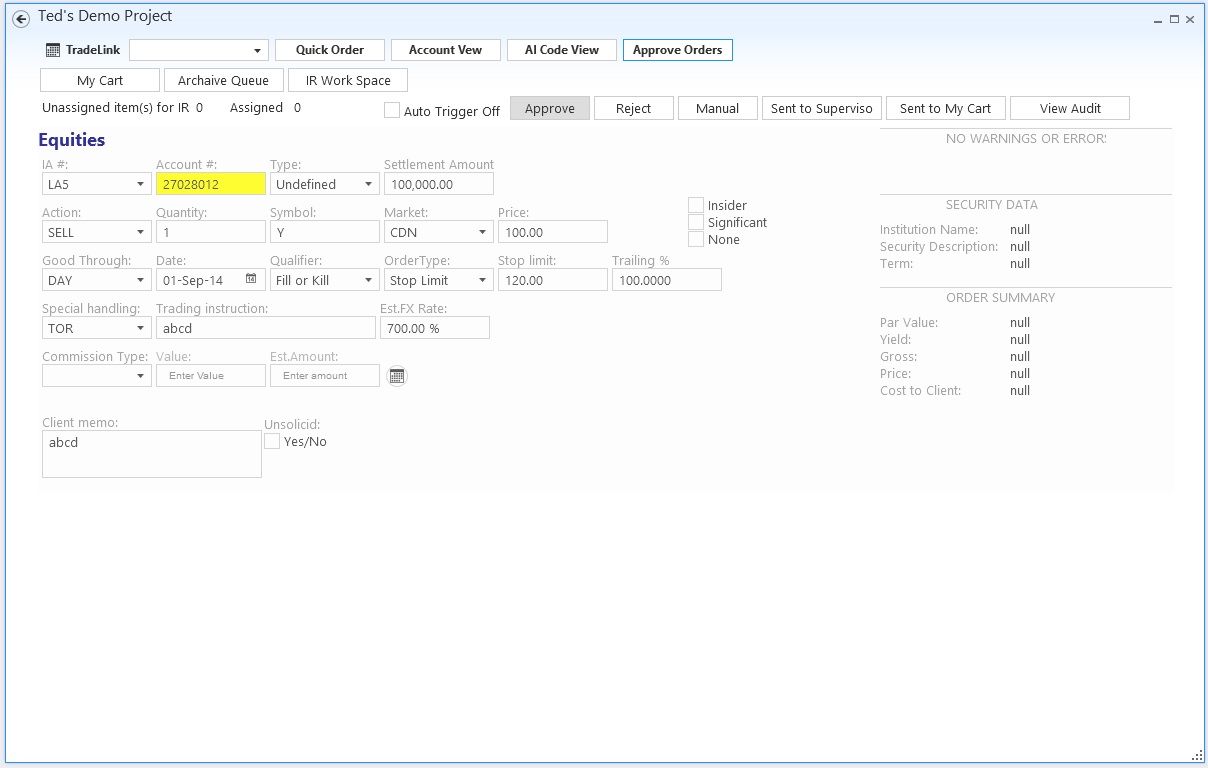 Ted's Demo Project
TradeLink Quick Order Account Vew AI Code View Approve Orders
My Cart Archaive Queue IR Work Space
Unassigned item(s) for IR 0 Assigned 0 Auto Trigger Off Approve Reject Manual Sent to Superviso Sent to My Cart View Audit
Equities
NO WARNINGS OR ERROR:
IA #: Account #: Type: Settlement Amount
LA5 27028012 Undefined 100,000.00
Action: Quantity: Symbol: Market: Price:
SELL 1 Y CDN 100.00
Insider
Significant
None
Good Through: Date: Qualifier: OrderType: Stop limit: Trailing %
DAY 01-Sep-14 Fill or Kill Stop Limit 120.00 100.0000
Special handling: Trading instruction: Est.FX Rate:
TOR abcd 700.00 %
Commission Type: Value: Est.Amount:
Enter Value Enter amount
Client memo: Unsolicid:
abcd Yes/No
SECURITY DATA
Institution Name: null
Security Description: null
Term: null
ORDER SUMMARY
Par Value: null
Yield: null
Gross: null
Price: null
Cost to Client: null